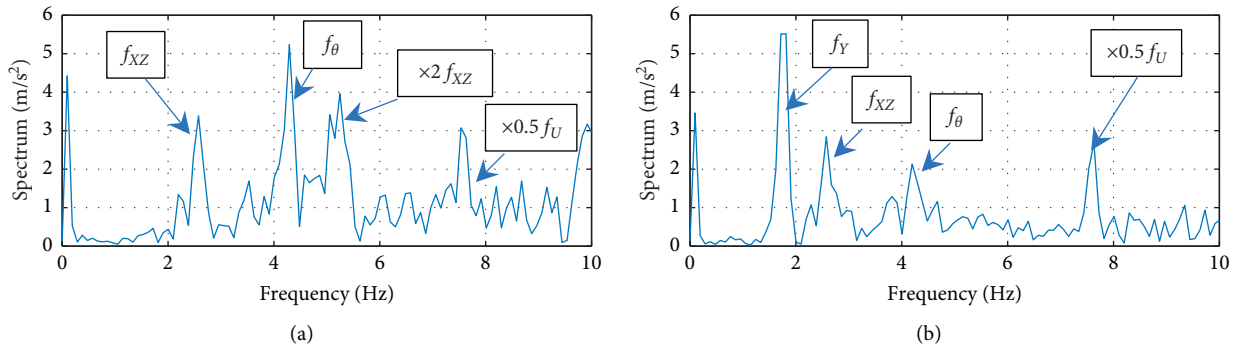 6
5
4
3
2
1
0
Spectrum (m/s²)
f_XZ
f_θ
×2 f_XZ
×0.5 f_U
0 2 4 6 8 10
Frequency (Hz)
(a)
6
5
4
3
2
1
0
Spectrum (m/s²)
f_Y
f_XZ
f_θ
×0.5 f_U
0 2 4 6 8 10
Frequency (Hz)
(b)